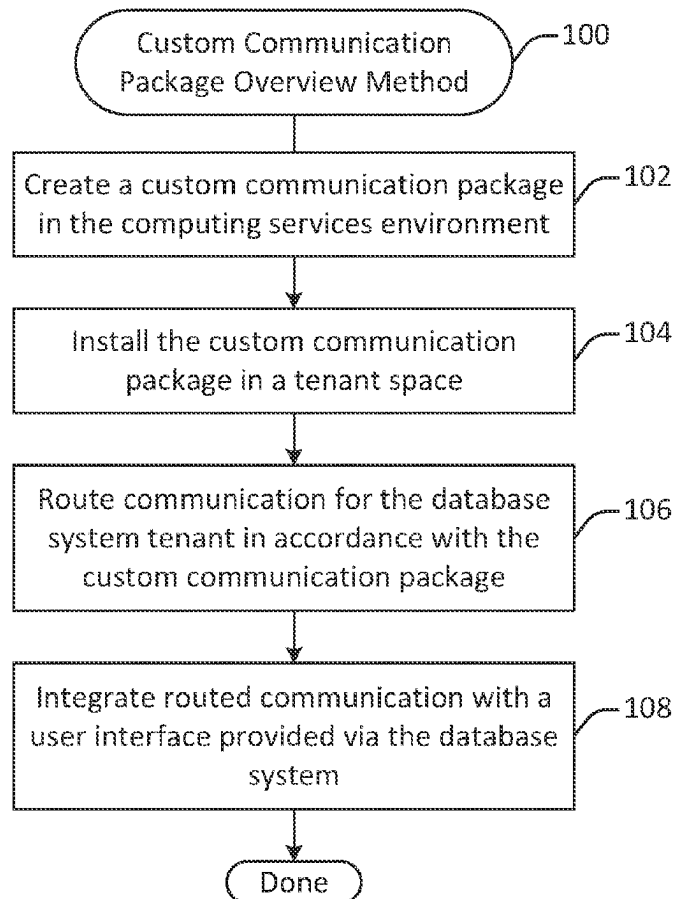 Custom Communication
Package Overview Method
100
Create a custom communication package
in the computing services environment
102
Install the custom communication
package in a tenant space
104
Route communication for the database
system tenant in accordance with the
custom communication package
106
Integrate routed communication with a
user interface provided via the database
system
108
Done